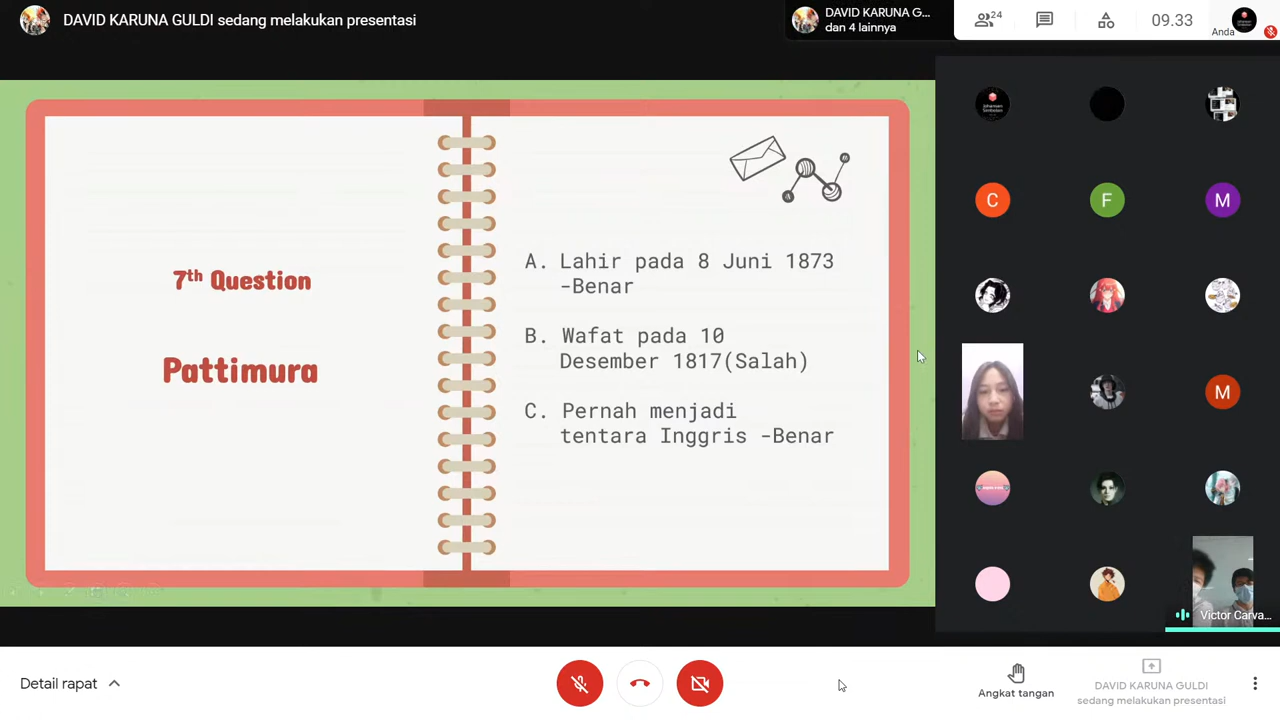 DAVID KARUNA GULDI sedang melakukan presentasi
DAVID KARUNA G...
dan 4 lainnya
24
09.33
Anda
7th Question
Pattimura
A. Lahir pada 8 Juni 1873
-Benar
B. Wafat pada 10
Desember 1817(Salah)
C. Pernah menjadi
tentara Inggris -Benar
C
F
M
M
Victor Carva...
Detail rapat
Angkat tangan
DAVID KARUNA GULDI
sedang melakukan presentasi